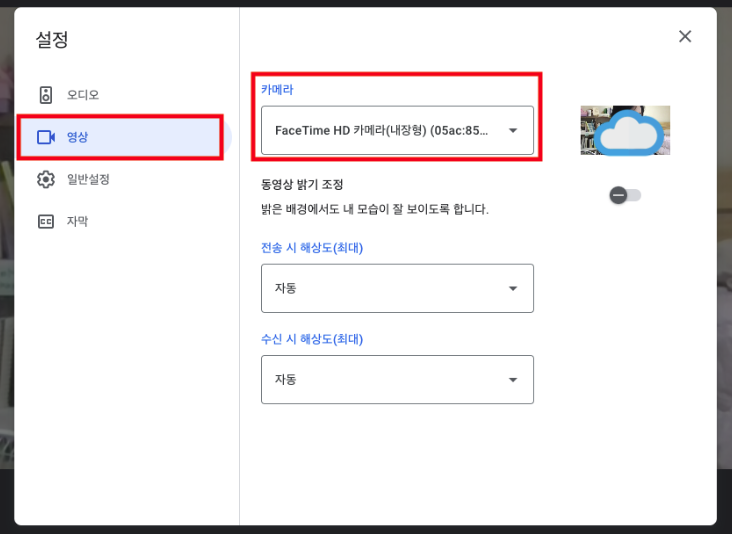 설정
오디오
영상
일반설정
자막
카메라
FaceTime HD 카메라(내장형) (05ac:85...
동영상 밝기 조정
밝은 배경에서도 내 모습이 잘 보이도록 합니다.
전송 시 해상도(최대)
자동
수신 시 해상도(최대)
자동